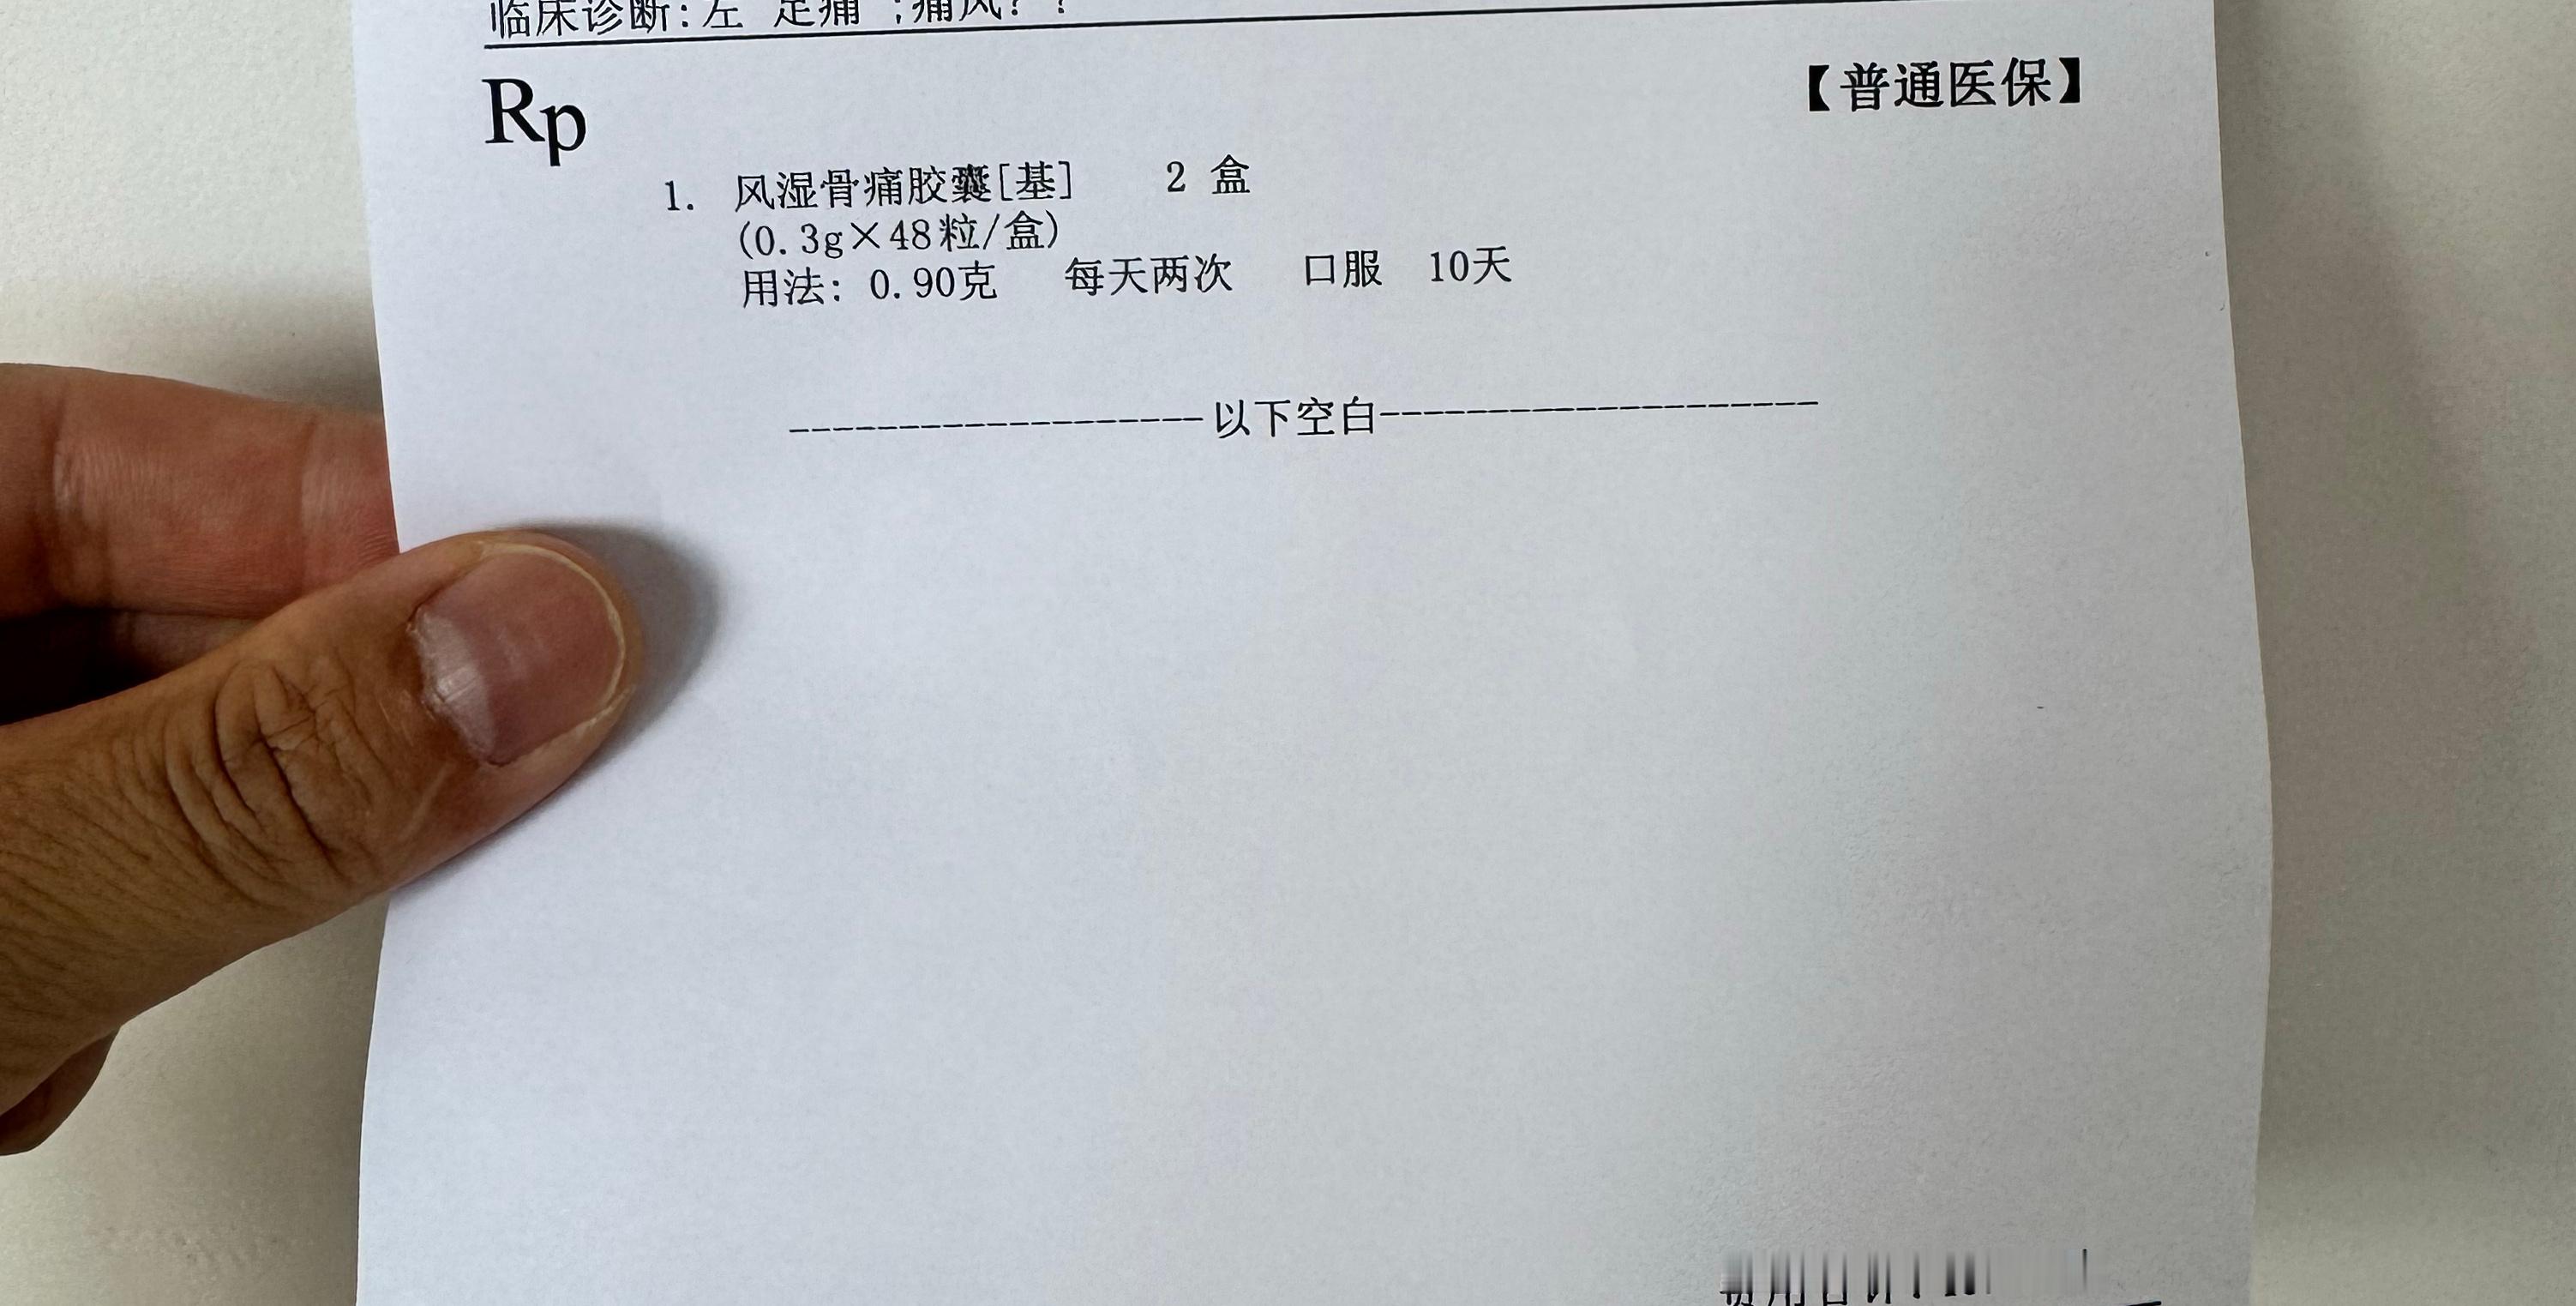 临床诊断:左 足痛 ;痛风??
Rp
【普通医保】
1. 风湿骨痛胶囊[基] 2 盒
(0.3g×48粒/盒)
用法: 0.90克 每天两次 口服 10天
-------------------以下空白--------------------